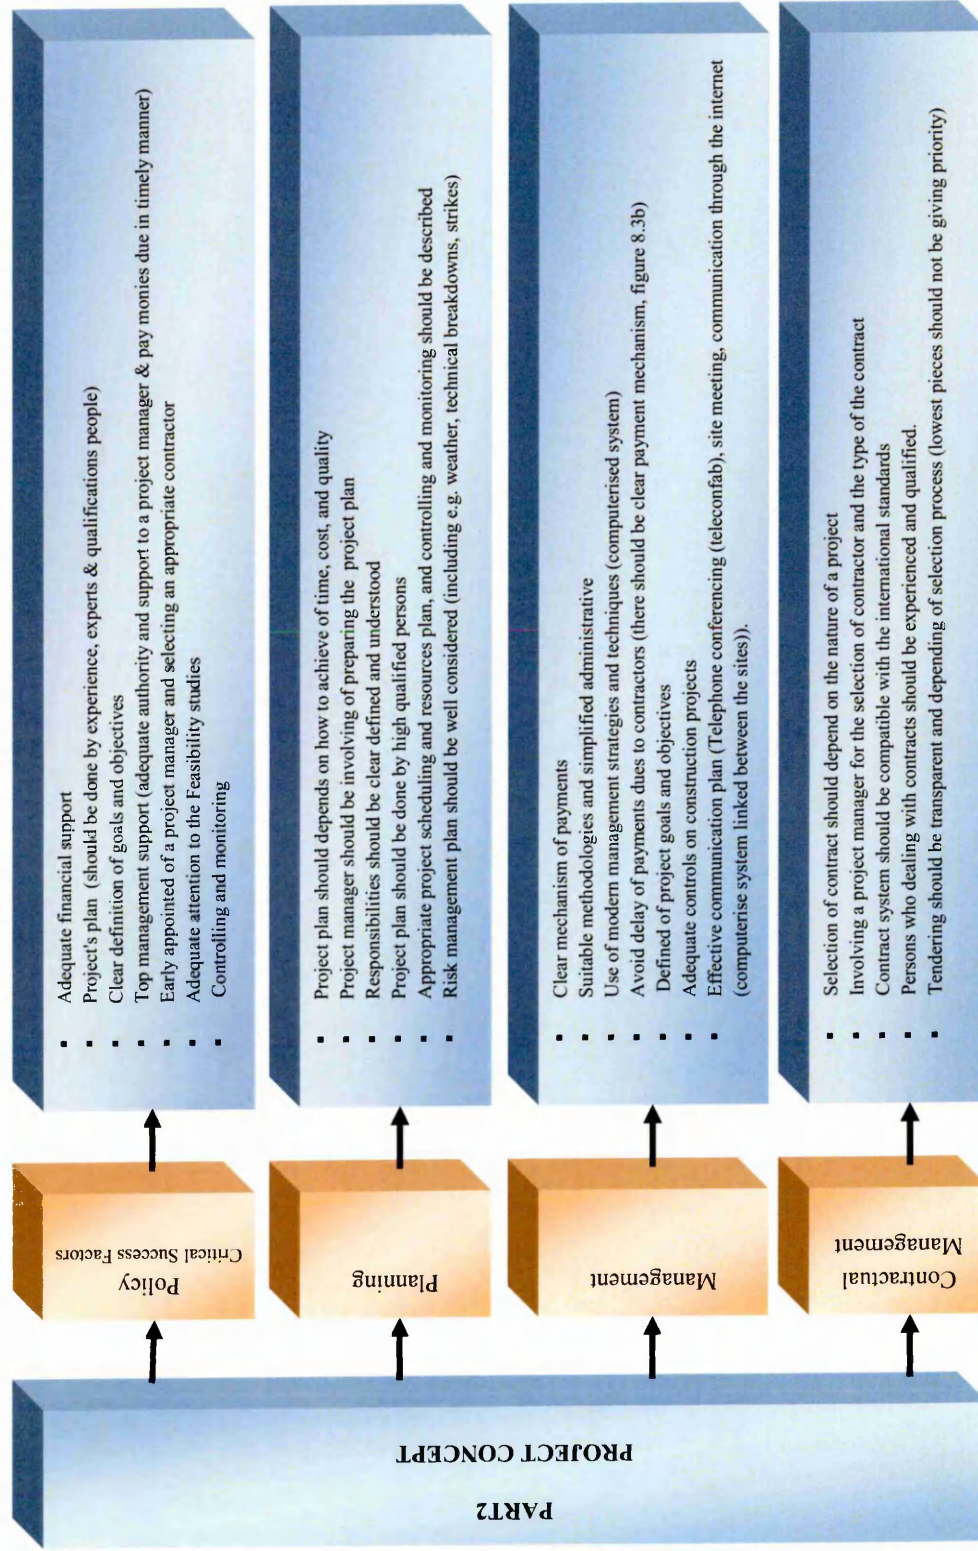 PART2
PROJECT CONCEPT
Policy
Critical Success Factors
▪ Adequate financial support
▪ Project's plan (should be done by experience, experts & qualifications people)
▪ Clear definition of goals and objectives
▪ Top management support (adequate authority and support to a project manager & pay monies due in timely manner)
▪ Early appointed of a project manager and selecting an appropriate contractor
▪ Adequate attention to the Feasibility studies
▪ Controlling and monitoring
Planning
▪ Project plan should depends on how to achieve of time, cost, and quality
▪ Project manager should be involving of preparing the project plan
▪ Responsibilities should be clear defined and understood
▪ Project plan should be done by high qualified persons
▪ Appropriate project scheduling and resources plan, and controlling and monitoring should be described
▪ Risk management plan should be well considered (including e.g. weather, technical breakdowns, strikes)
Management
▪ Clear mechanism of payments
▪ Suitable methodologies and simplified administrative
▪ Use of modern management strategies and techniques (computerised system)
▪ Avoid delay of payments dues to contractors (there should be clear payment mechanism, figure 8.3b)
▪ Defined of project goals and objectives
▪ Adequate controls on construction projects
▪ Effective communication plan (Telephone conferencing (teleconfab), site meeting, communication through the internet
(computerise system linked between the sites)).
Contractual
Management
▪ Selection of contract should depend on the nature of a project
▪ Involving a project manager for the selection of contractor and the type of the contract
▪ Contract system should be compatible with the international standards
▪ Persons who dealing with contracts should be experienced and qualified.
▪ Tendering should be transparent and depending of selection process (lowest pieces should not be giving priority)